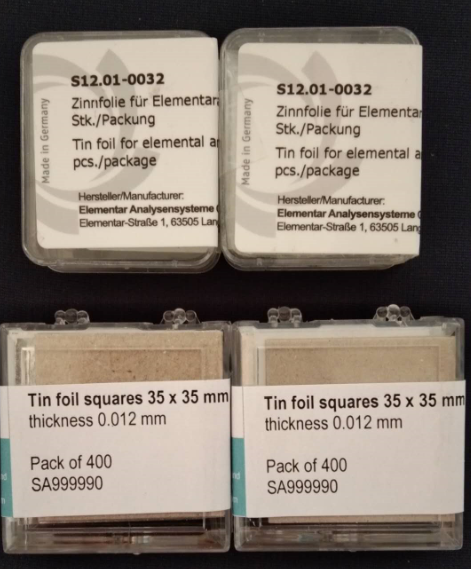 S12.01-0032
Zinnfolie für Elementar
Stk./Packung
Tin foil for elemental a
pcs./package
Hersteller/Manufacturer:
Elementar Analysensysteme
Elementar-Straße 1, 63505 Lan
Made in Germany
S12.01-0032
Zinnfolie für Elementa
Stk./Packung
Tin foil for elemental a
pcs./package
Hersteller/Manufacturer:
Elementar Analysensysteme G
Elementar-Straße 1, 63505 Lang
Made in Germany
Tin foil squares 35 x 35 mm
thickness 0.012 mm
Pack of 400
SA999990
Tin foil squares 35 x 35 mm
thickness 0.012 mm
Pack of 400
SA999990